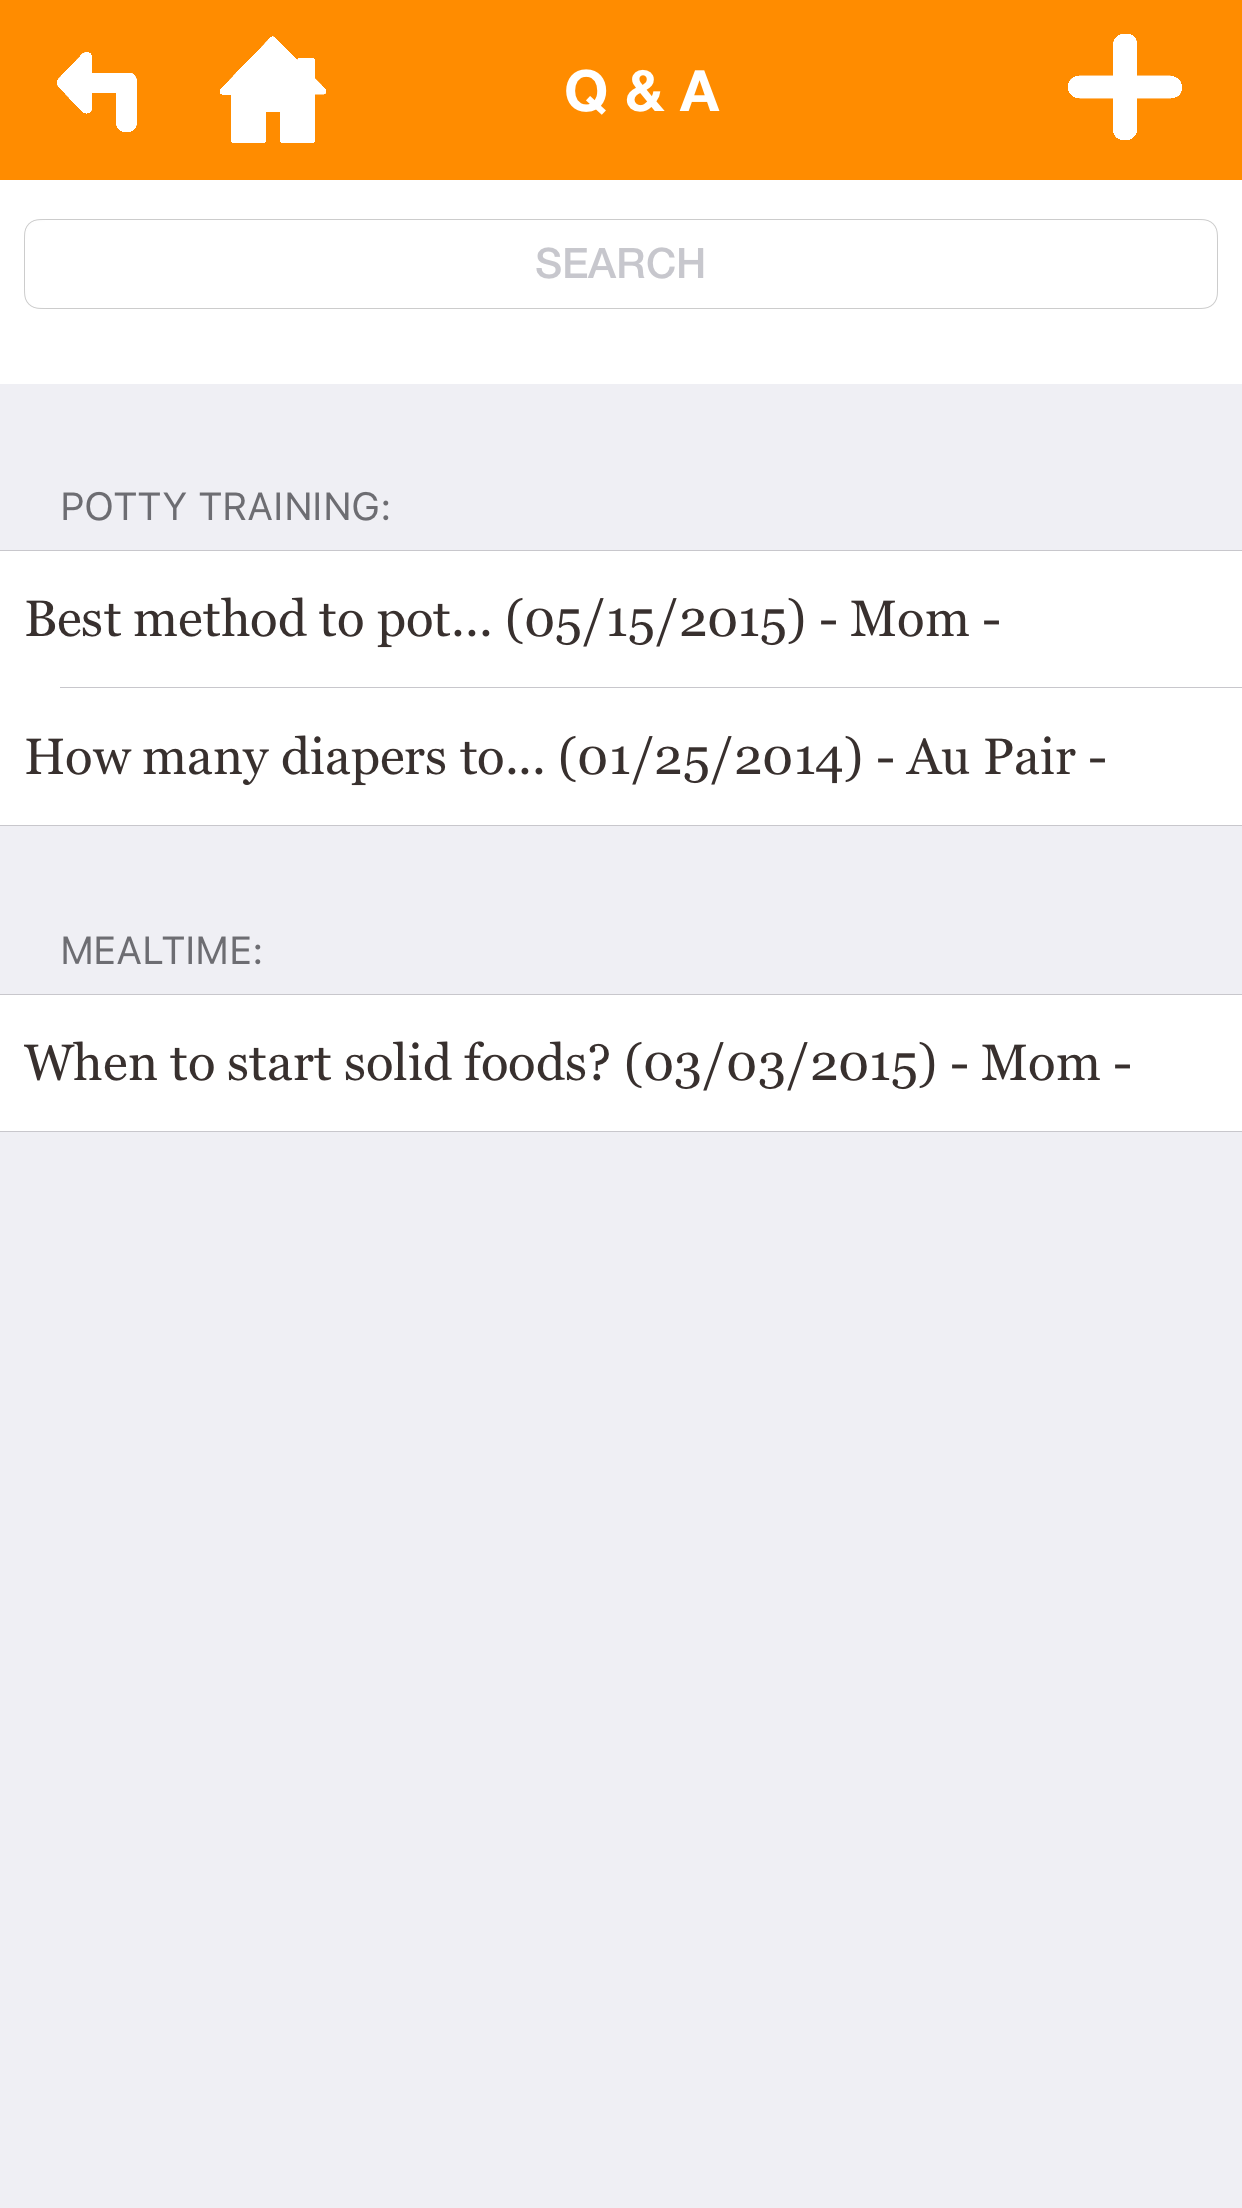 Q & A
SEARCH
POTTY TRAINING:
Best method to pot... (05/15/2015) - Mom -
How many diapers to... (01/25/2014) - Au Pair -
MEALTIME:
When to start solid foods? (03/03/2015) - Mom -